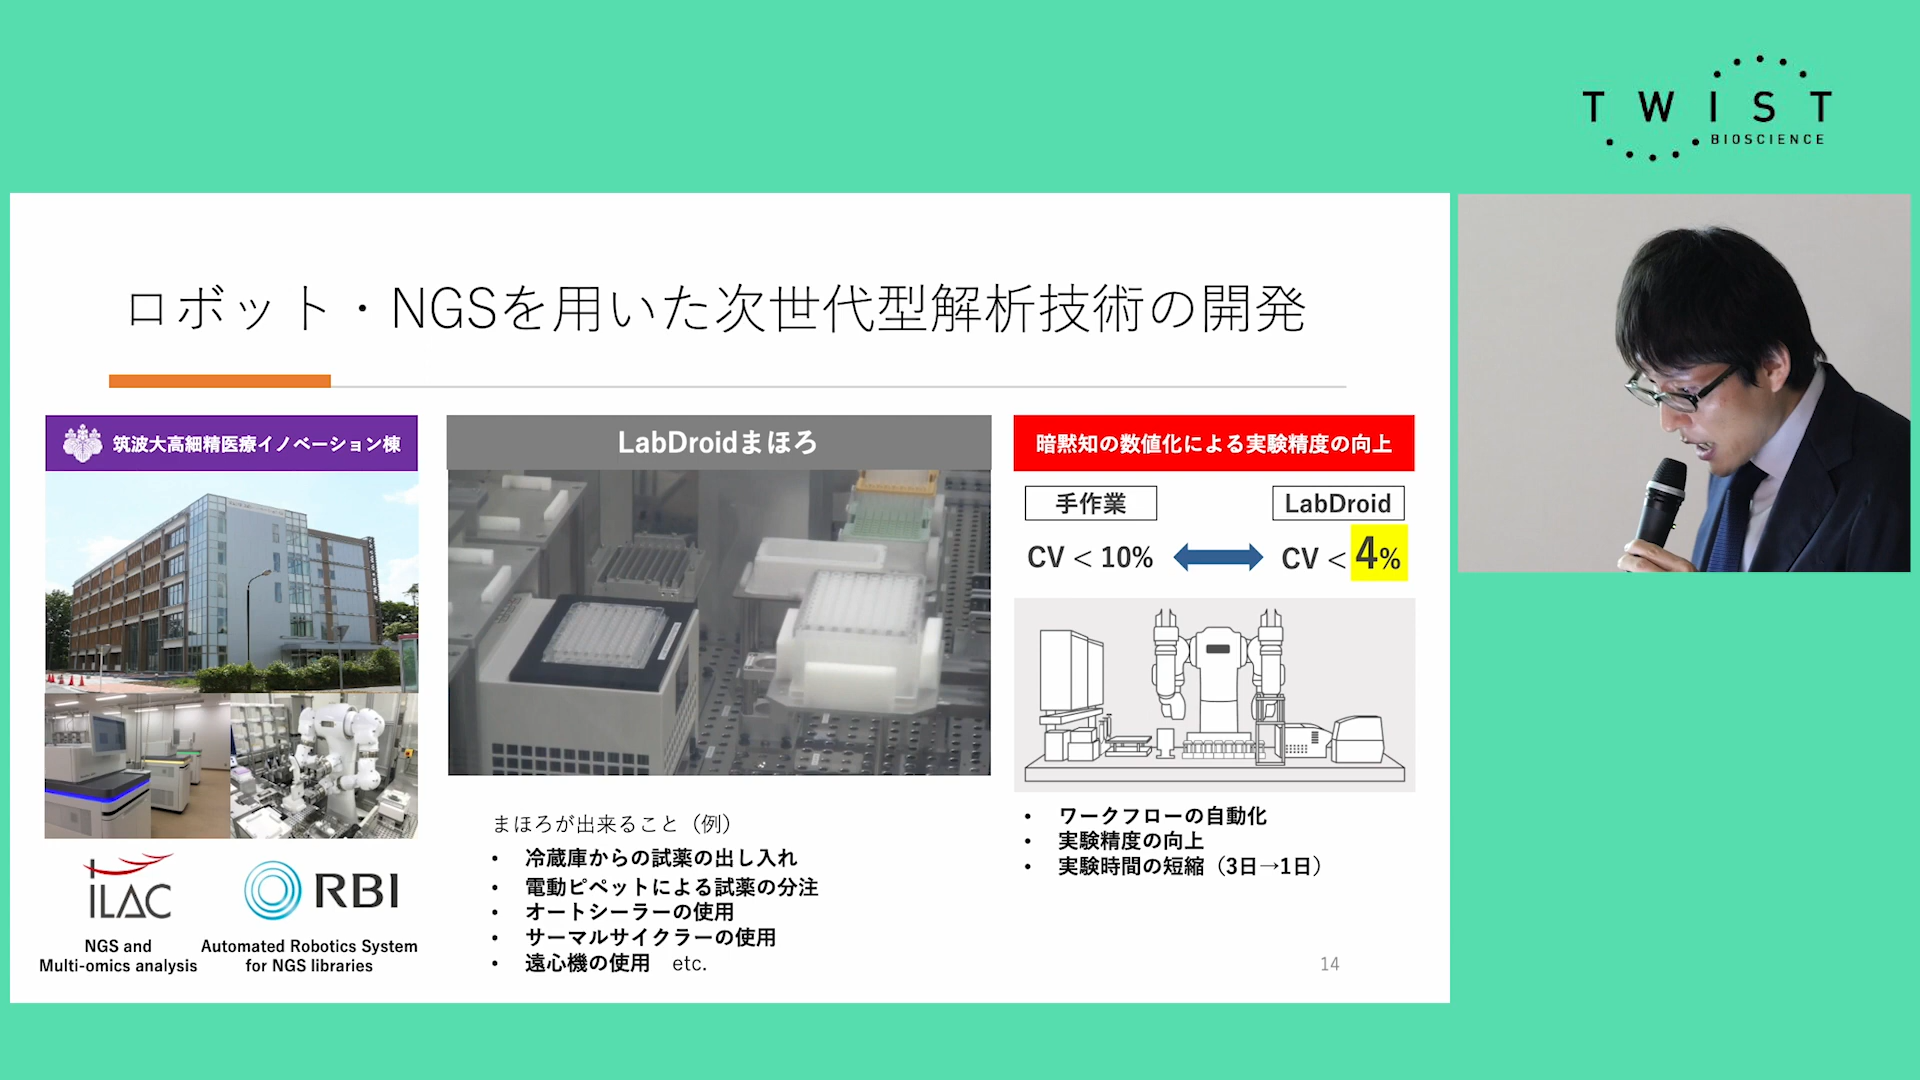 TWIST
BIOSCIENCE
ロボット・NGSを用いた次世代型解析技術の開発
筑波大高細精医療イノベーション棟
LabDroidまほろ
暗黙知の数値化による実験精度の向上
手作業
LabDroid
CV < 10%
CV < 4%
まほろが出来ること（例）
• 冷蔵庫からの試薬の出し入れ
• 電動ピペットによる試薬の分注
• オートシーラーの使用
• サーマルサイクラーの使用
• 遠心機の使用 etc.
• ワークフローの自動化
• 実験精度の向上
• 実験時間の短縮（3日→1日）
iLAC
RBI
NGS and
Multi-omics analysis
Automated Robotics System
for NGS libraries
14